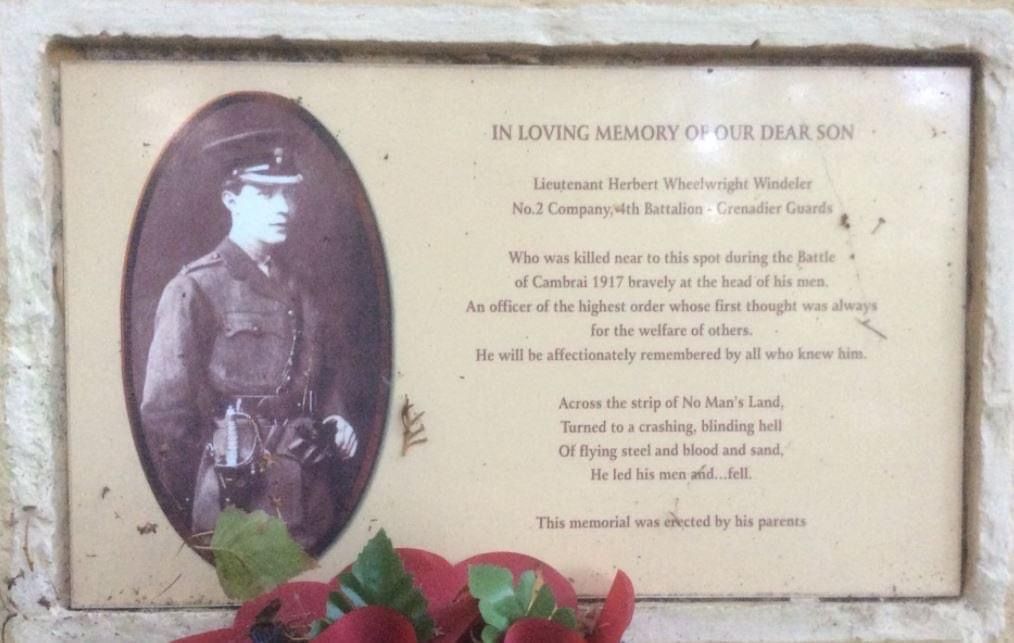 IN LOVING MEMORY OF OUR DEAR SON
Lieutenant Herbert Wheelwright Windeler
No.2 Company, 4th Battalion - Grenadier Guards
Who was killed near to this spot during the Battle
of Cambrai 1917 bravely at the head of his men.
An officer of the highest order whose first thought was always
for the welfare of others.
He will be affectionately remembered by all who knew him.
Across the strip of No Man's Land,
Turned to a crashing, blinding hell
Of flying steel and blood and sand,
He led his men and...fell.
This memorial was erected by his parents